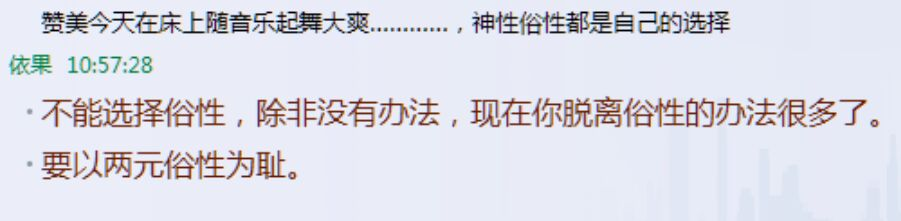 赞美今天在床上随音乐起舞大爽…………，神性俗性都是自己的选择
依果 10:57:28
· 不能选择俗性，除非没有办法，现在你脱离俗性的办法很多了。
· 要以两元俗性为耻。